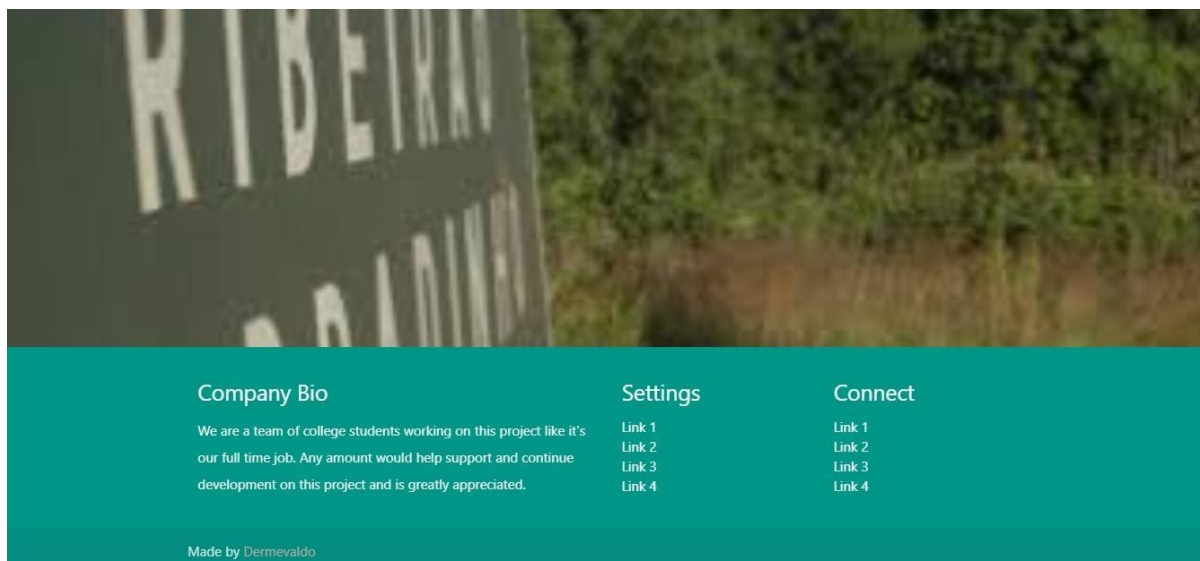 RIBEIRAO
Company Bio
We are a team of college students working on this project like it's
our full time job. Any amount would help support and continue
development on this project and is greatly appreciated.
Settings
Link 1
Link 2
Link 3
Link 4
Connect
Link 1
Link 2
Link 3
Link 4
Made by Dermevaldo